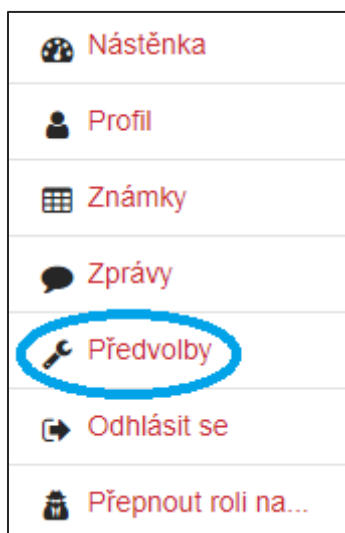 Nástěnka
Profil
Známky
Zprávy
Předvolby
Odhlásit se
Přepnout roli na...